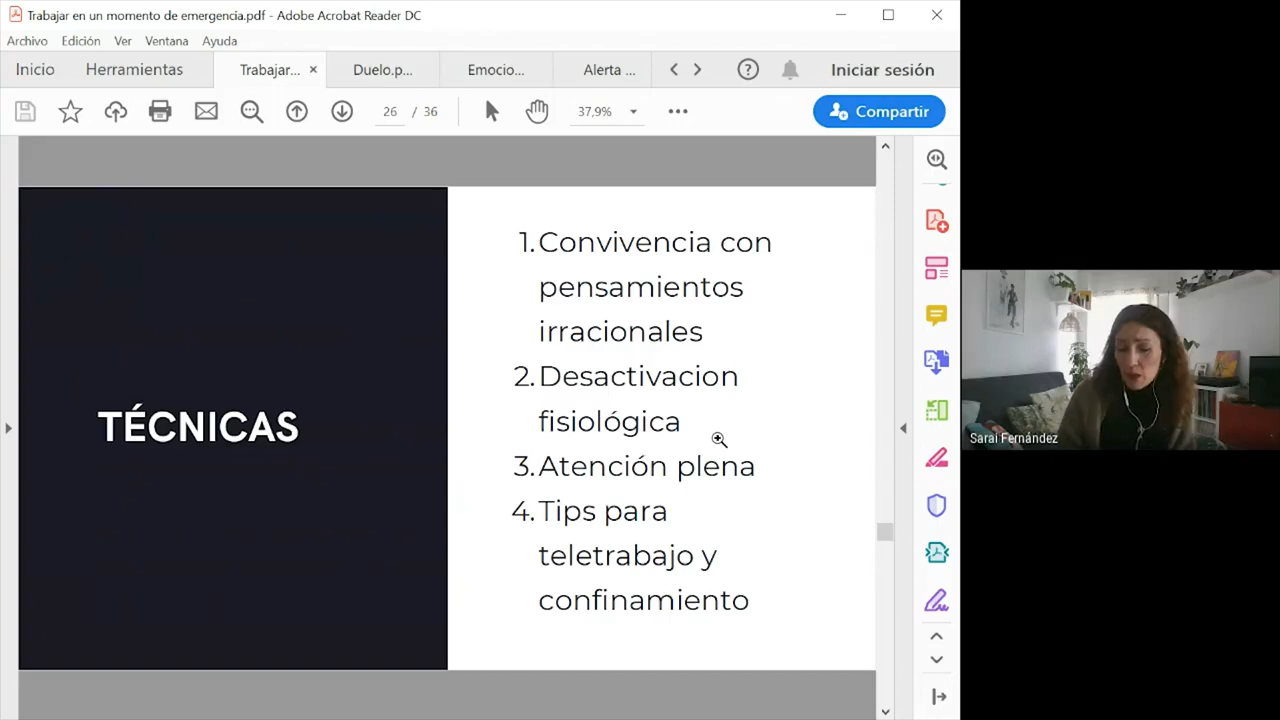 Trabajar en un momento de emergencia.pdf - Adobe Acrobat Reader DC
Archivo Edición Ver Ventana Ayuda
Inicio Herramientas Trabajar... Duelo.p... Emocio... Alerta ... Iniciar sesión
26 / 36 37,9% Compartir
TÉCNICAS
1. Convivencia con
pensamientos
irracionales
2. Desactivacion
fisiológica
3. Atención plena
4. Tips para
teletrabajo y
confinamiento
Sarai Fernández